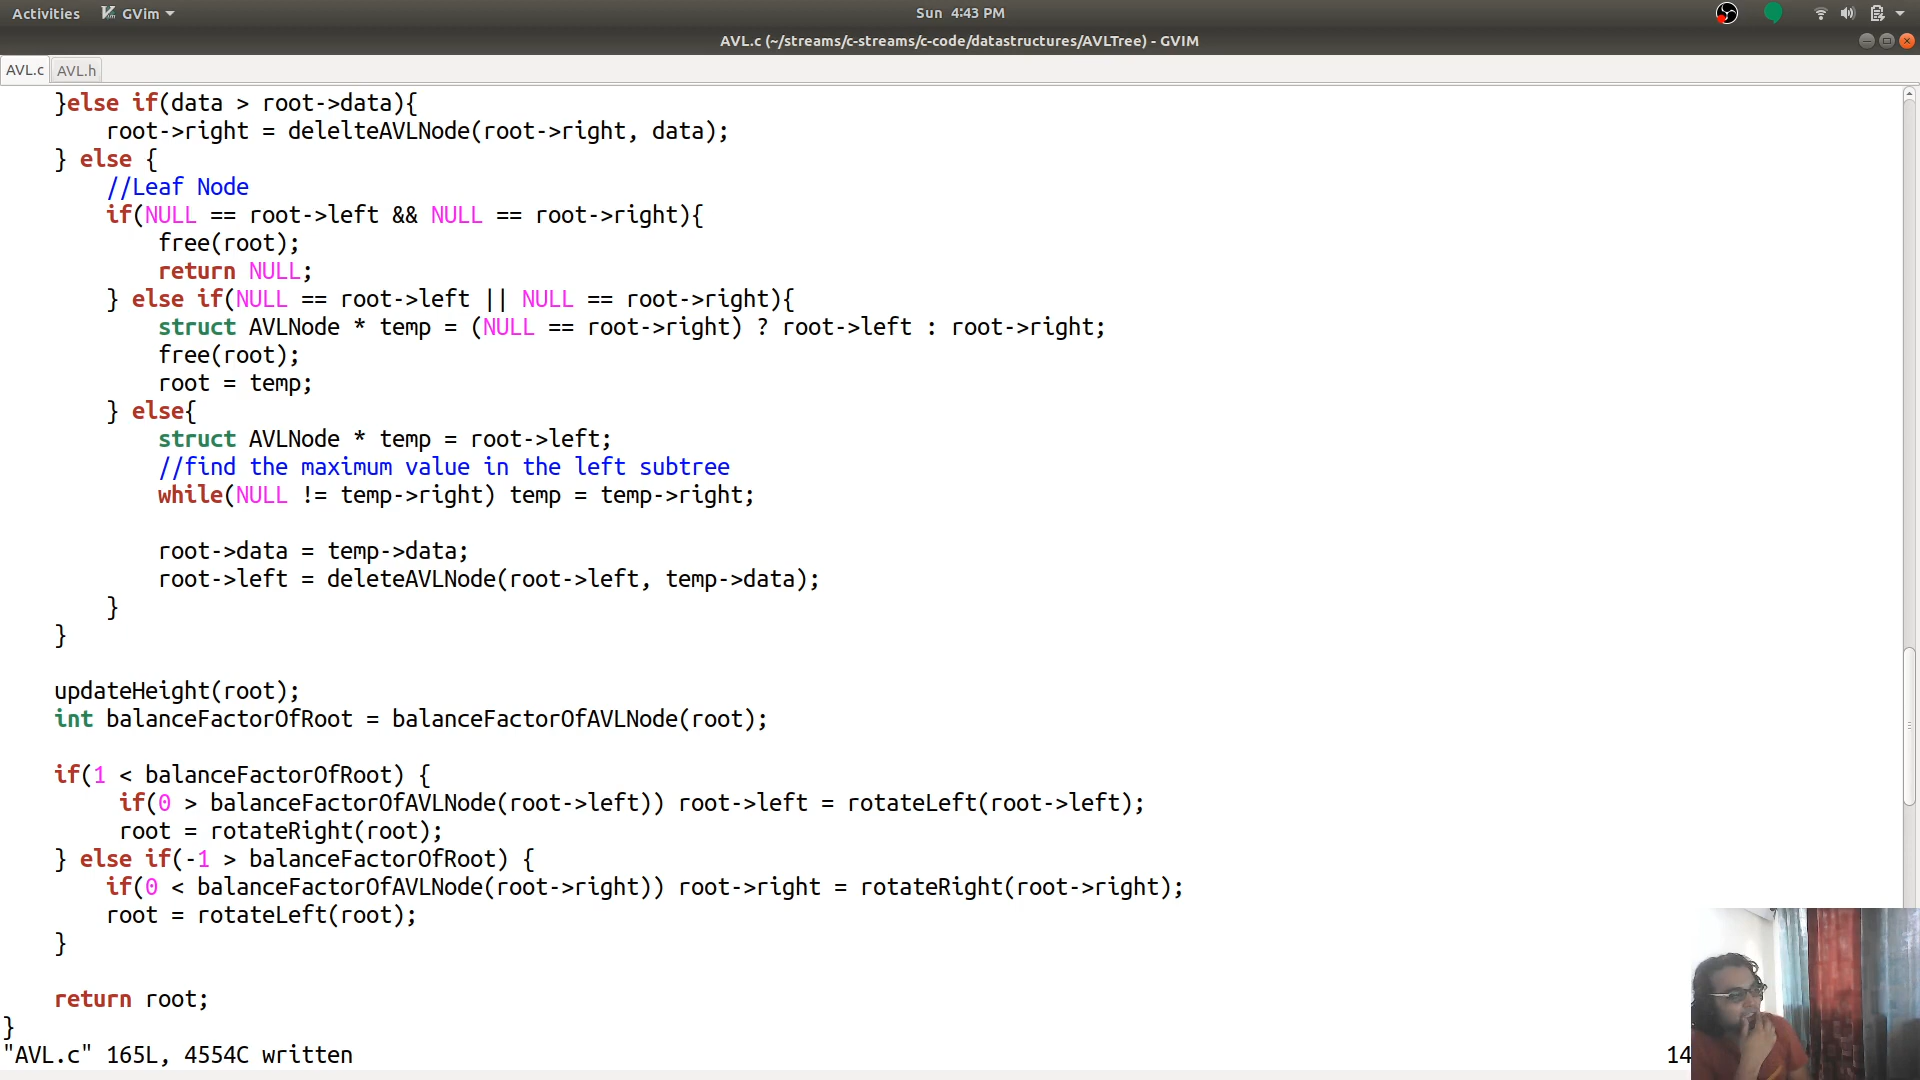 Activities GVim Sun 4:43 PM
AVL.c (~/streams/c-streams/c-code/datastructures/AVLTree) - GVIM
AVL.c AVL.h
}else if(data > root->data){
root->right = delelteAVLNode(root->right, data);
} else {
//Leaf Node
if(NULL == root->left && NULL == root->right){
free(root);
return NULL;
} else if(NULL == root->left || NULL == root->right){
struct AVLNode * temp = (NULL == root->right) ? root->left : root->right;
free(root);
root = temp;
} else{
struct AVLNode * temp = root->left;
//find the maximum value in the left subtree
while(NULL != temp->right) temp = temp->right;
root->data = temp->data;
root->left = deleteAVLNode(root->left, temp->data);
}
}
updateHeight(root);
int balanceFactorOfRoot = balanceFactorOfAVLNode(root);
if(1 < balanceFactorOfRoot) {
if(0 > balanceFactorOfAVLNode(root->left)) root->left = rotateLeft(root->left);
root = rotateRight(root);
} else if(-1 > balanceFactorOfRoot) {
if(0 < balanceFactorOfAVLNode(root->right)) root->right = rotateRight(root->right);
root = rotateLeft(root);
}
return root;
}
"AVL.c" 165L, 4554C written 14